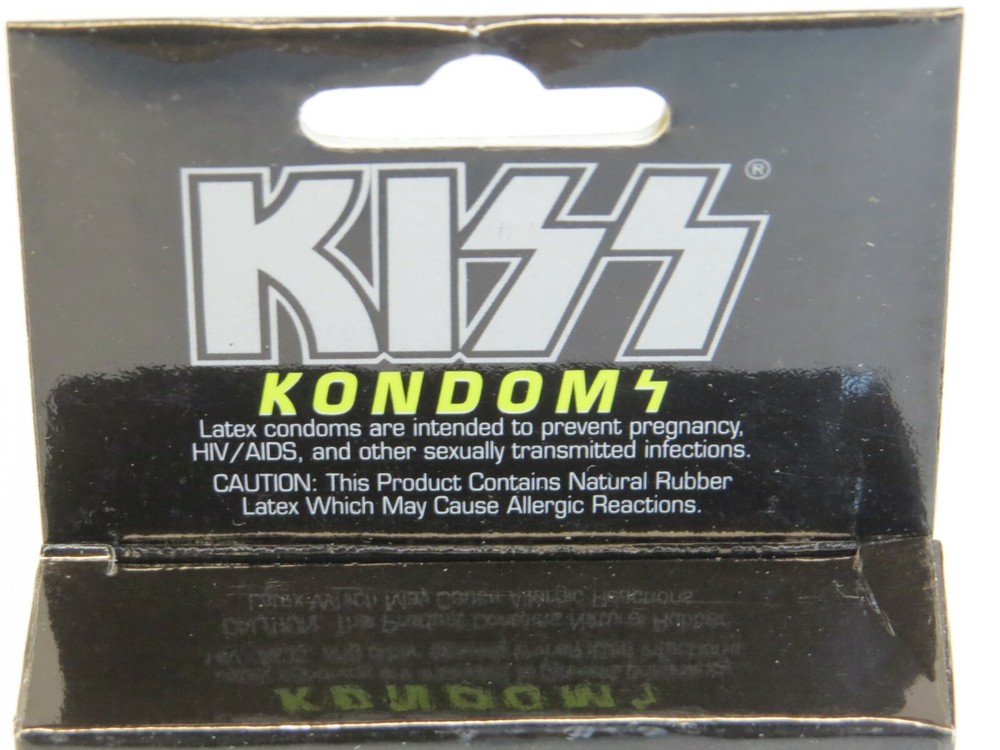 KISS®
KONDOMS
Latex condoms are intended to prevent pregnancy,
HIV/AIDS, and other sexually transmitted infections.
CAUTION: This Product Contains Natural Rubber
Latex Which May Cause Allergic Reactions.